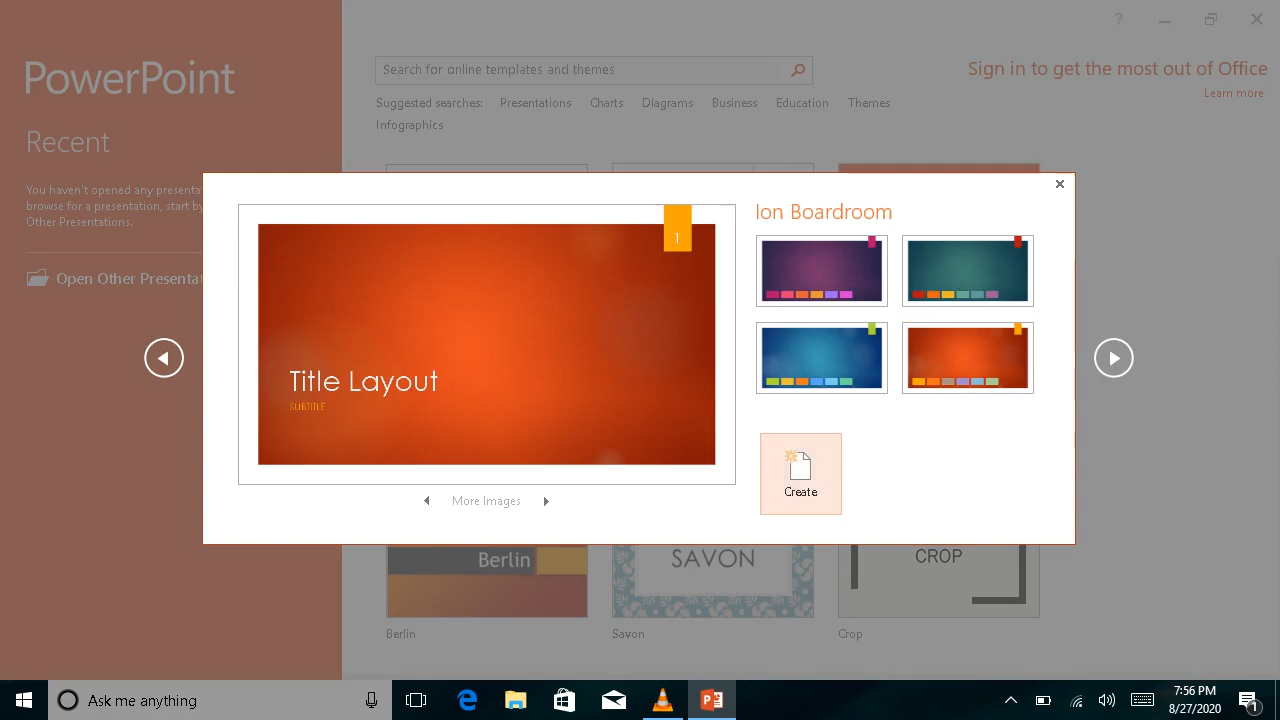 PowerPoint
Recent
You haven't opened any presenta
browse for a presentation, start by
Other Presentations.
Open Other Presentat
Search for online templates and themes
Suggested searches: Presentations Charts Diagrams Business Education Themes
Infographics
Sign in to get the most out of Office
Learn more
1
Title Layout
SUBTITLE
More Images
Ion Boardroom
Create
Berlin
SAVON
CROP
Berlin
Savon
Crop
Ask me anything
7:56 PM
8/27/2020
1